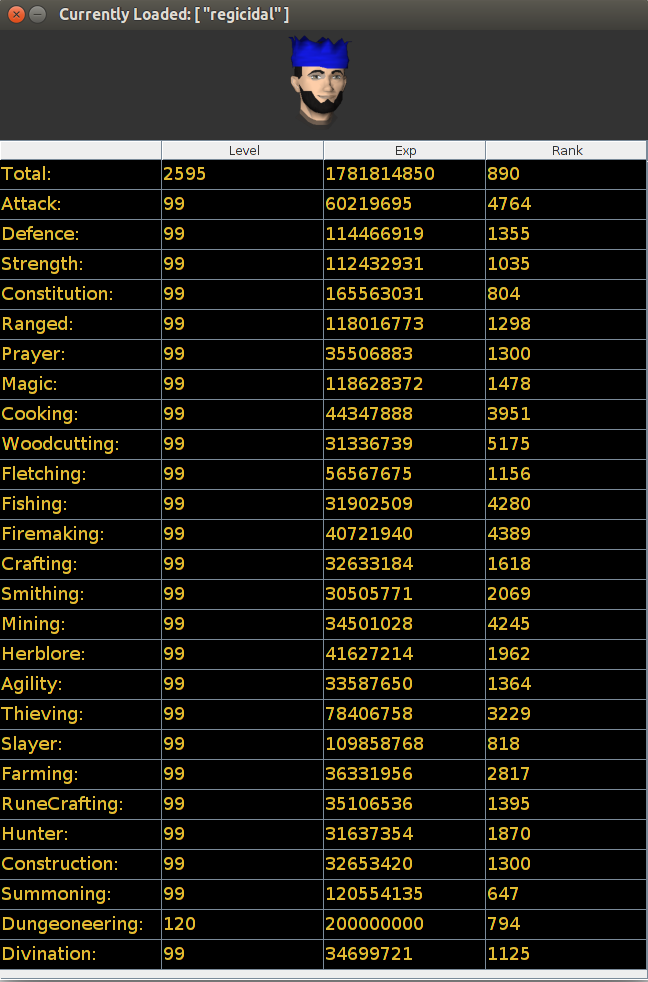 Currently Loaded: [ "regicidal" ]
Level Exp Rank
Total: 2595 1781814850 890
Attack: 99 60219695 4764
Defence: 99 114466919 1355
Strength: 99 112432931 1035
Constitution: 99 165563031 804
Ranged: 99 118016773 1298
Prayer: 99 35506883 1300
Magic: 99 118628372 1478
Cooking: 99 44347888 3951
Woodcutting: 99 31336739 5175
Fletching: 99 56567675 1156
Fishing: 99 31902509 4280
Firemaking: 99 40721940 4389
Crafting: 99 32633184 1618
Smithing: 99 30505771 2069
Mining: 99 34501028 4245
Herblore: 99 41627214 1962
Agility: 99 33587650 1364
Thieving: 99 78406758 3229
Slayer: 99 109858768 818
Farming: 99 36331956 2817
RuneCrafting: 99 35106536 1395
Hunter: 99 31637354 1870
Construction: 99 32653420 1300
Summoning: 99 120554135 647
Dungeoneering: 120 200000000 794
Divination: 99 34699721 1125